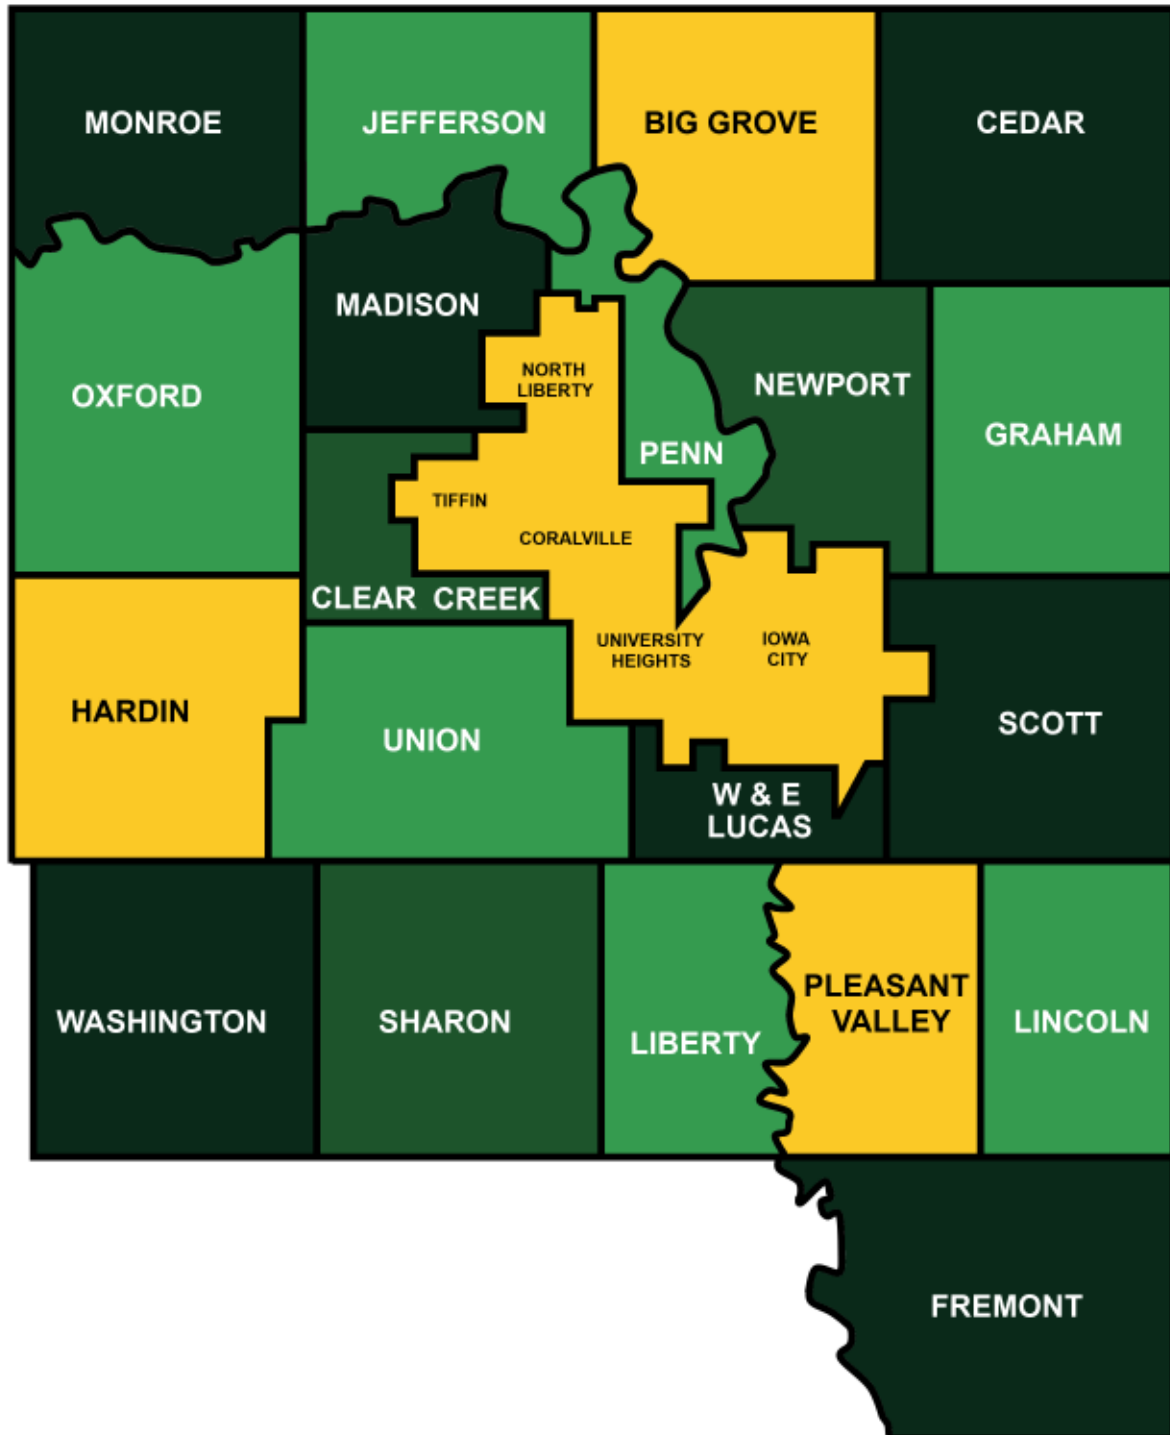 MONROE
JEFFERSON
BIG GROVE
CEDAR
MADISON
OXFORD
NORTH
LIBERTY
NEWPORT
GRAHAM
PENN
TIFFIN
CORALVILLE
CLEAR CREEK
UNIVERSITY
HEIGHTS
IOWA
CITY
HARDIN
UNION
SCOTT
W & E
LUCAS
WASHINGTON
SHARON
LIBERTY
PLEASANT
VALLEY
LINCOLN
FREMONT